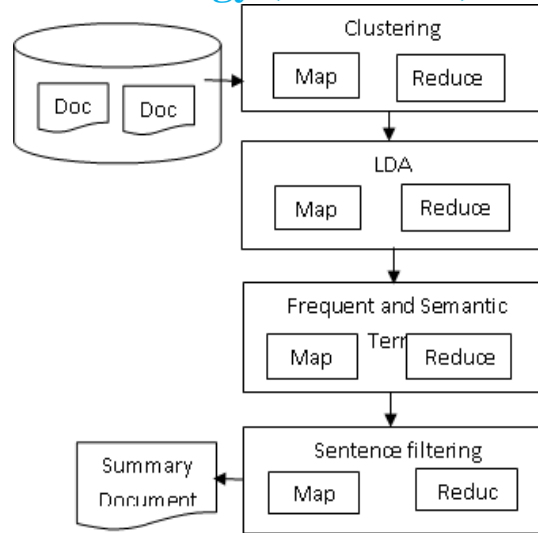 Clustering
Doc Doc Map Reduce
LDA
Map Reduce
Frequent and Semantic
Term
Map Reduce
Sentence filtering
Summary
Document
Map Reduc